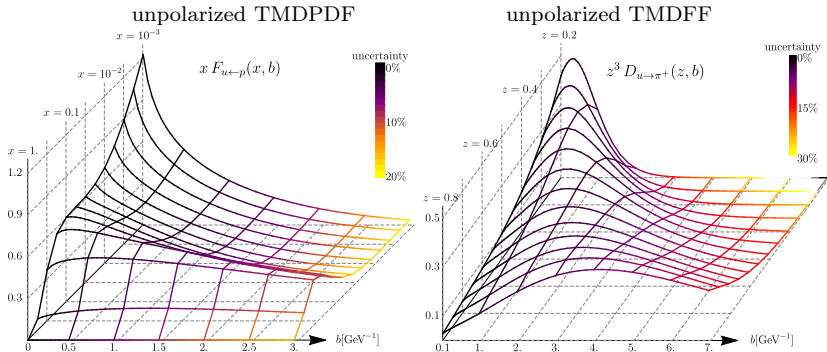 unpolarized TMDPDF
x = 10⁻³
x = 10⁻²
x = 0.1
x = 1.
x F_{u←p}(x, b)
uncertainty
0%
10%
20%
1.2
0.9
0.6
0.3
0 0.5 1. 1.5 2. 2.5 3. b[GeV⁻¹]
unpolarized TMDFF
z = 0.2
z = 0.4
z = 0.6
z = 0.8
z³ D_{u→π⁺}(z, b)
uncertainty
0%
15%
30%
0.5
0.3
0.1
0.1 1. 2. 3. 4. 5. 6. 7. b[GeV⁻¹]